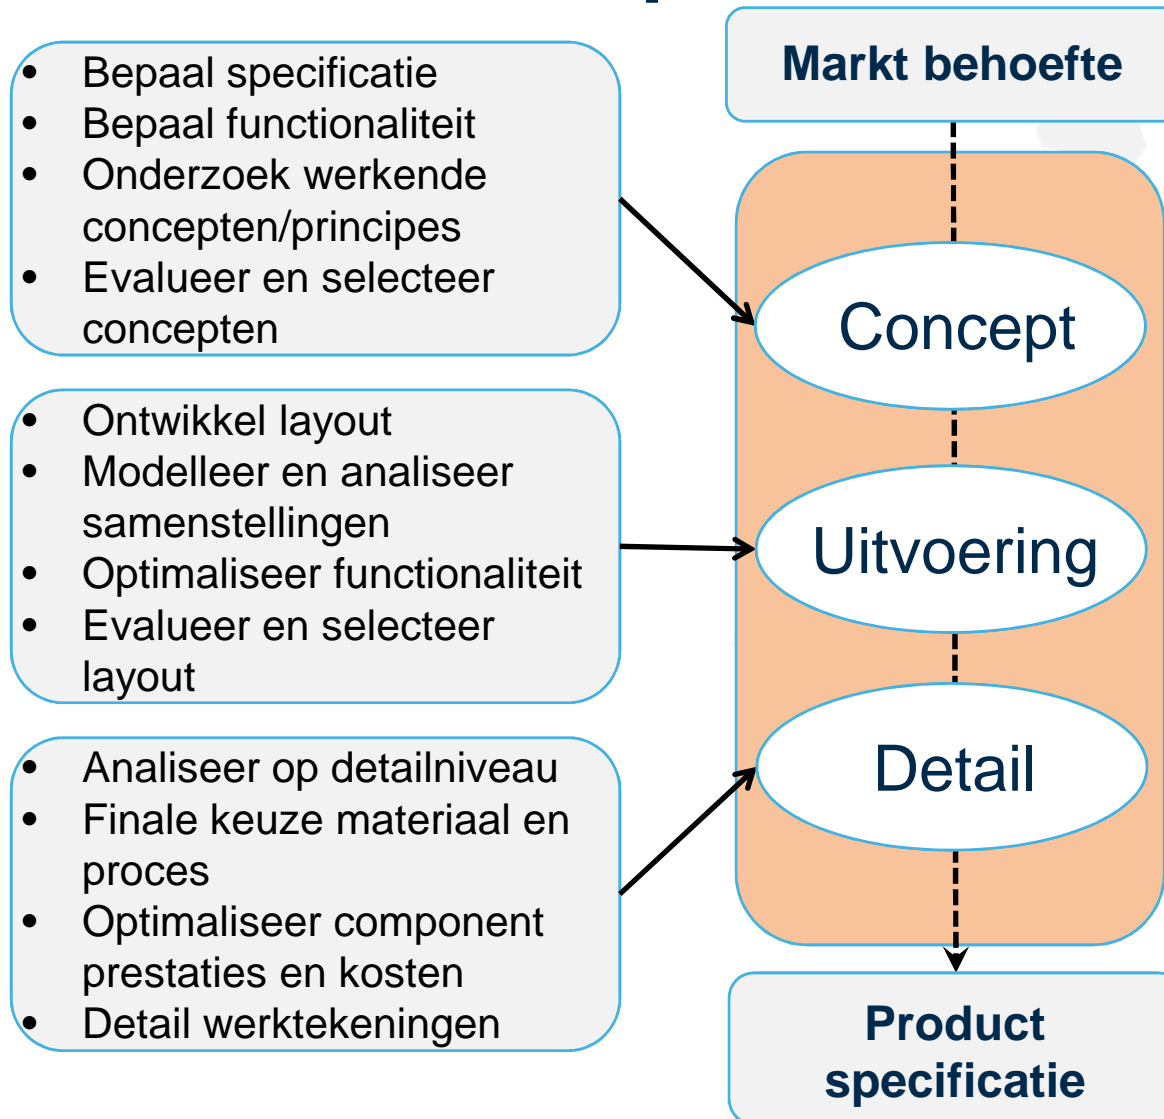 • Bepaal specificatie
• Bepaal functionaliteit
• Onderzoek werkende
concepten/principes
• Evalueer en selecteer
concepten
• Ontwikkel layout
• Modelleer en analiseer
samenstellingen
• Optimaliseer functionaliteit
• Evalueer en selecteer
layout
• Analiseer op detailniveau
• Finale keuze materiaal en
proces
• Optimaliseer component
prestaties en kosten
• Detail werktekeningen
Markt behoefte
Concept
Uitvoering
Detail
Product
specificatie